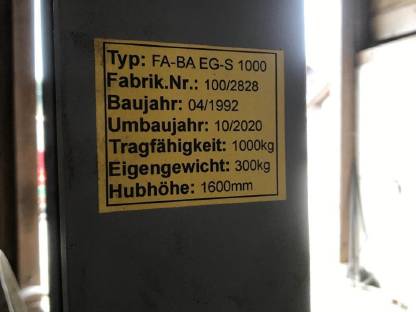 Typ: FA-BA EG-S 1000
Fabrik.Nr.: 100/2828
Baujahr: 04/1992
Umbaujahr: 10/2020
Tragfähigkeit: 1000kg
Eigengewicht: 300kg
Hubhöhe: 1600mm